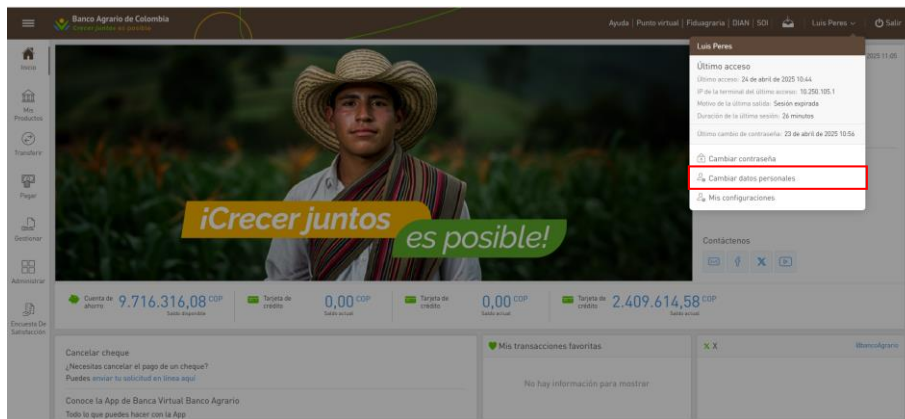 Banco Agrario de Colombia
Crecer juntos es posible
Ayuda | Punto virtual | Fiduagraria | DIAN | SOI
Luis Peres
Salir
Inicio
Mis
Productos
Transferir
Pagar
Gestionar
Administrar
Encuesta De
Satisfacción
¡Crecer juntos
es posible!
Luis Peres
2025 11:05
Último acceso
Último acceso: 24 de abril de 2025 10:44
IP de la terminal del último acceso: 10.250.105.1
Motivo de la última salida: Sesión expirada
Duración de la última sesión: 26 minutos
Último cambio de contraseña: 23 de abril de 2025 10:56
Cambiar contraseña
Cambiar datos personales
Mis configuraciones
Contáctenos
Cuenta de ahorro 9.716.316,08 COP
Saldo disponible
Tarjeta de crédito 0,00 COP
Saldo actual
Tarjeta de crédito 0,00 COP
Saldo actual
Tarjeta de crédito 2.409.614,58 COP
Saldo actual
Cancelar cheque
¿Necesitas cancelar el pago de un cheque?
Puedes enviar tu solicitud en línea aquí
Conoce la App de Banca Virtual Banco Agrario
Todo lo que puedes hacer con la App
Mis transacciones favoritas
No hay información para mostrar
X X
@bancoAgrario